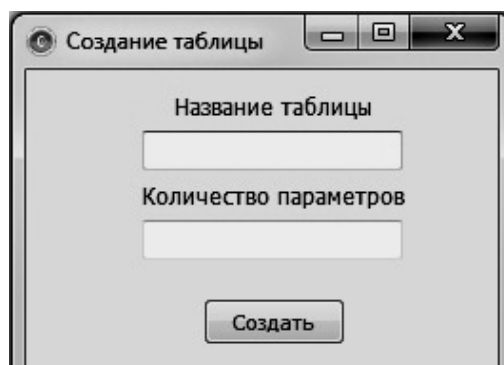 Создание таблицы
Название таблицы
Количество параметров
Создать